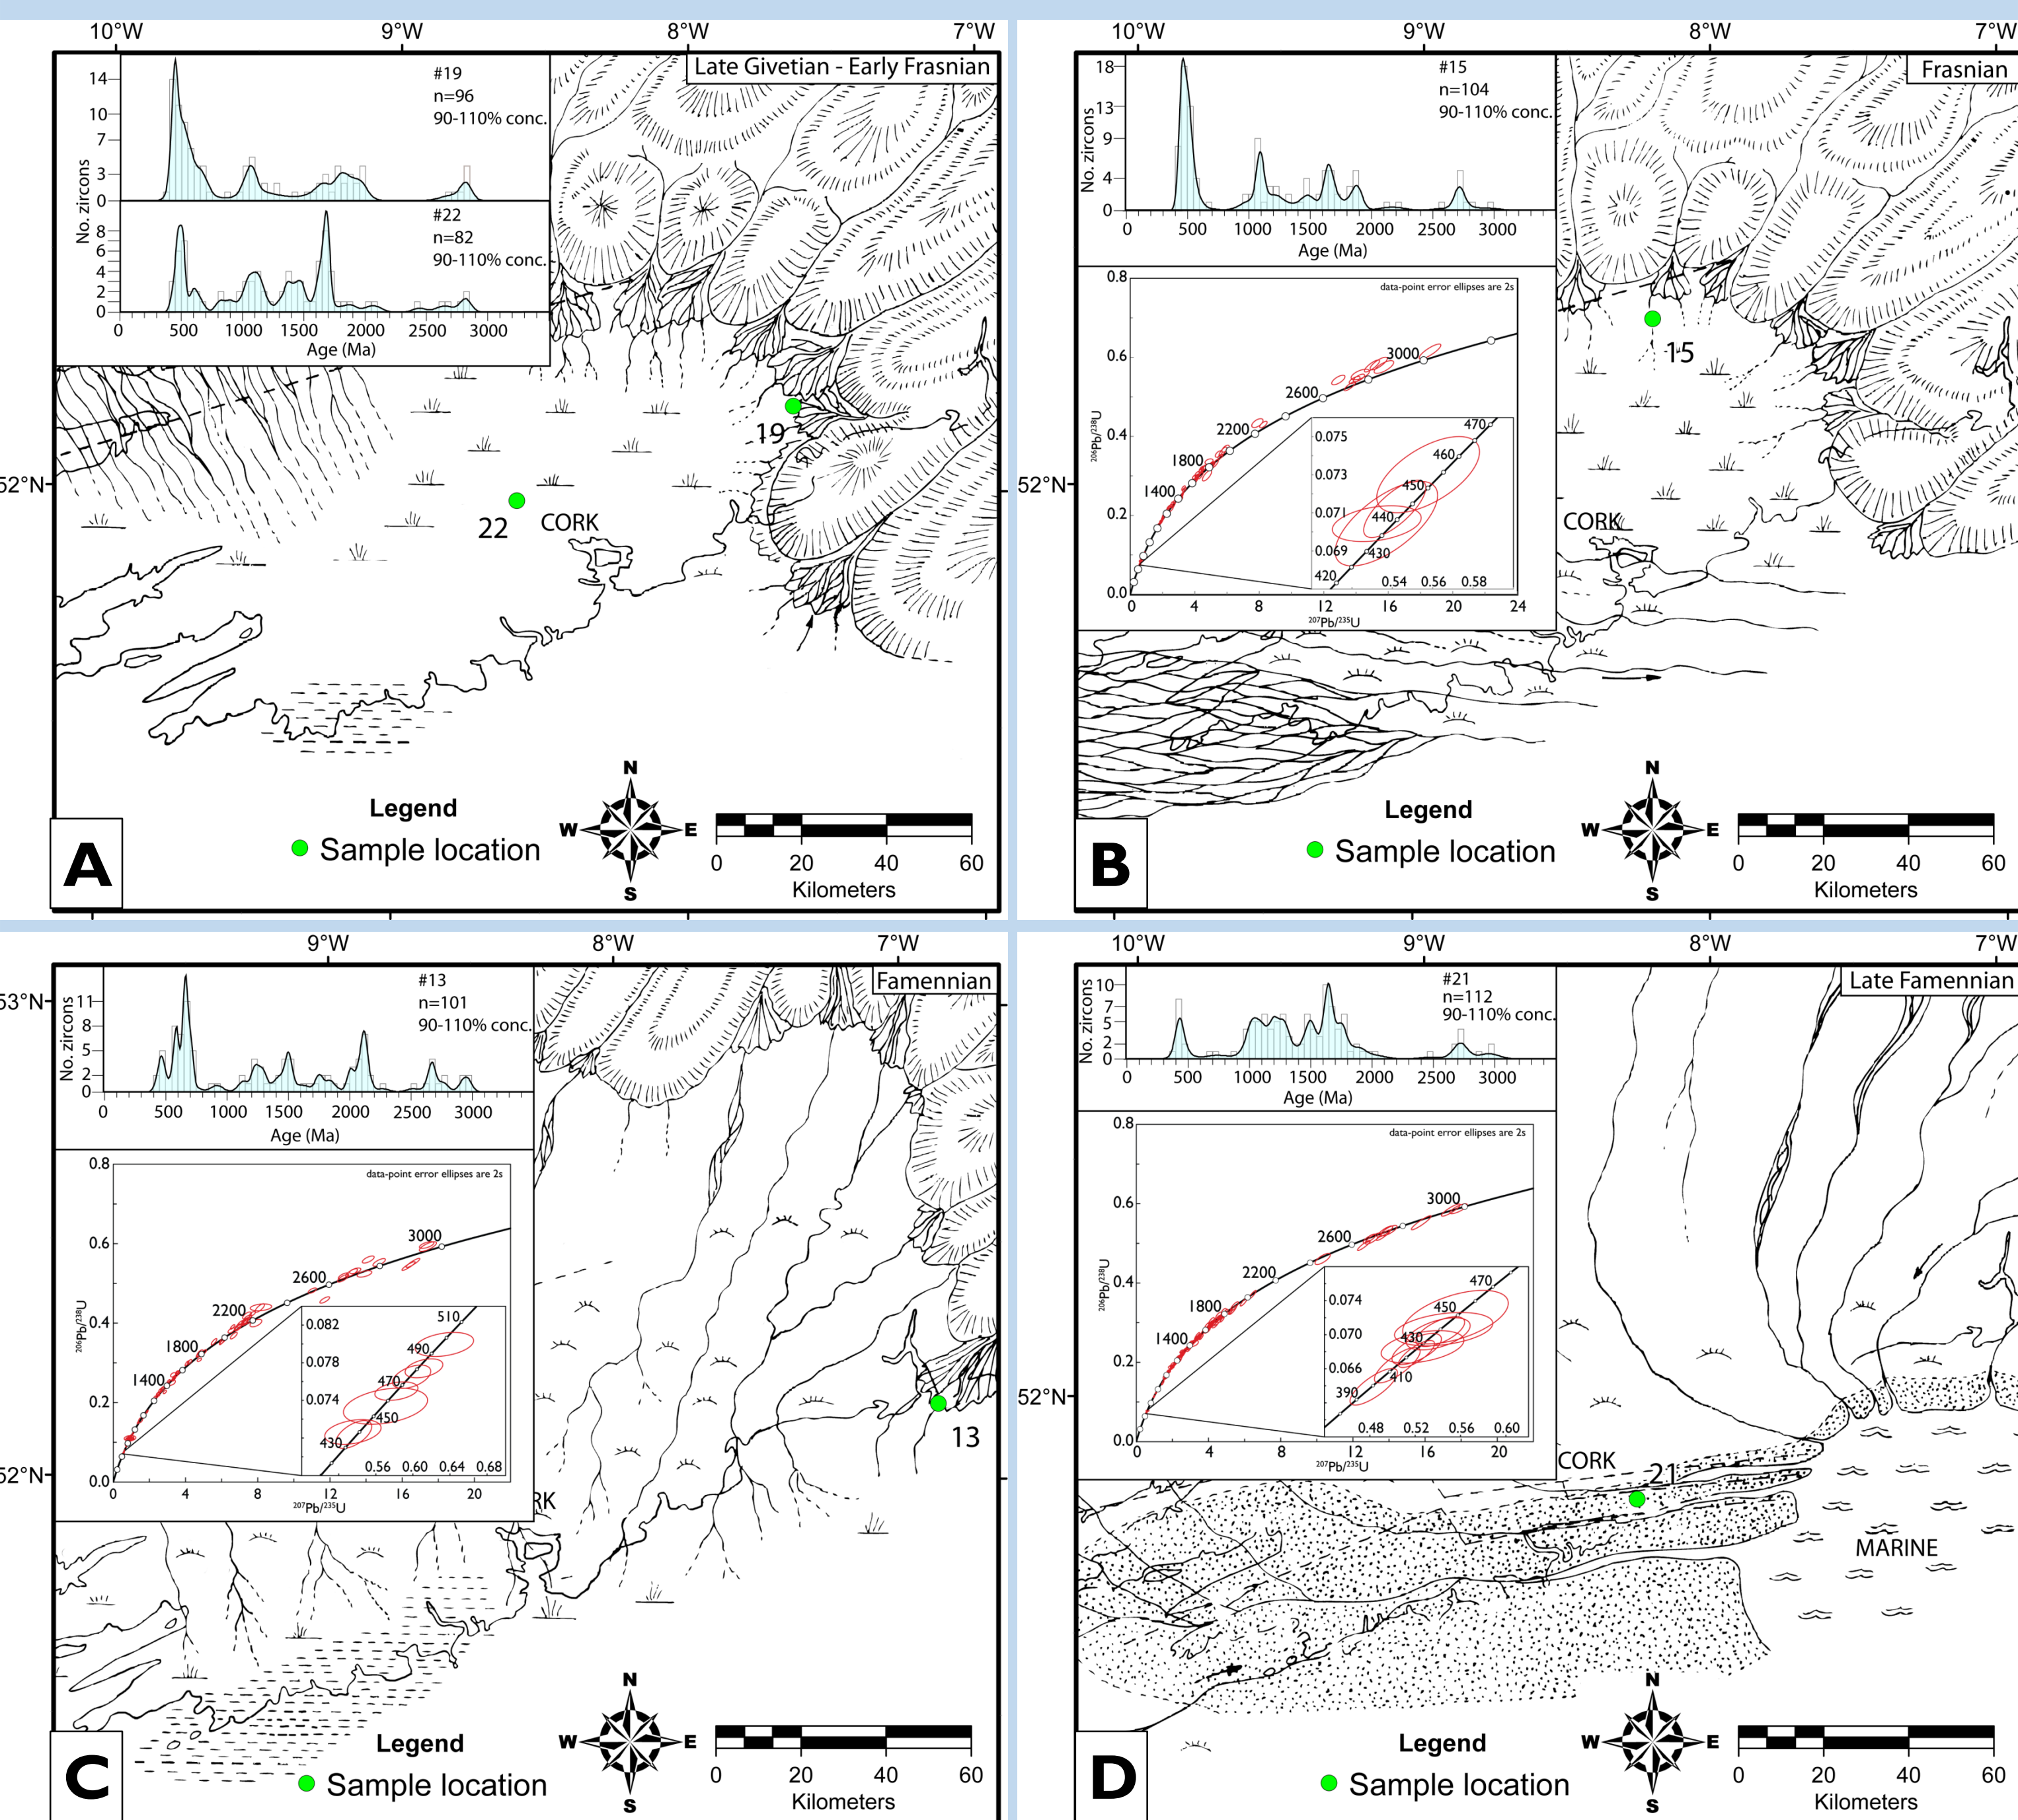 10°W 9°W 8°W 7°W
Late Givetian - Early Frasnian
No. zircons
14
10
7
3
0
#19
n=96
90-110% conc.
8
6
4
2
0
#22
n=82
90-110% conc.
0 500 1000 1500 2000 2500 3000
Age (Ma)
52°N
19
22
CORK
N
W E
S
Legend
Sample location
0 20 40 60
Kilometers
A
10°W 9°W 8°W 7°W
Frasnian
No. zircons
18
13
9
4
0
#15
n=104
90-110% conc.
0 500 1000 1500 2000 2500 3000
Age (Ma)
data-point error ellipses are 2s
206Pb/238U
0.8
0.6
0.4
0.2
0.0
3000
2600
2200
1800
1400
0.075
0.073
0.071
0.069
470
460
450
440
430
420
0.54 0.56 0.58
0 4 8 12 16 20 24
207Pb/235U
15
52°N
CORK
N
W E
S
Legend
Sample location
0 20 40 60
Kilometers
B
9°W 8°W 7°W
Famennian
53°N
No. zircons
11
8
5
2
0
#13
n=101
90-110% conc.
0 500 1000 1500 2000 2500 3000
Age (Ma)
data-point error ellipses are 2s
206Pb/238U
0.8
0.6
0.4
0.2
0.0
3000
2600
2200
1800
1400
0.082
0.078
0.074
510
490
470
450
430
0.56 0.60 0.64 0.68
0 4 8 12 16 20
207Pb/235U
13
52°N
RK
N
W E
S
Legend
Sample location
0 20 40 60
Kilometers
C
10°W 9°W 8°W 7°W
Late Famennian
No. zircons
10
7
5
2
0
#21
n=112
90-110% conc.
0 500 1000 1500 2000 2500 3000
Age (Ma)
data-point error ellipses are 2s
206Pb/238U
0.8
0.6
0.4
0.2
0.0
3000
2600
2200
1800
1400
0.074
0.070
0.066
470
450
430
410
390
0.48 0.52 0.56 0.60
0 4 8 12 16 20
207Pb/235U
52°N
CORK
21
MARINE
N
W E
S
Legend
Sample location
0 20 40 60
Kilometers
D